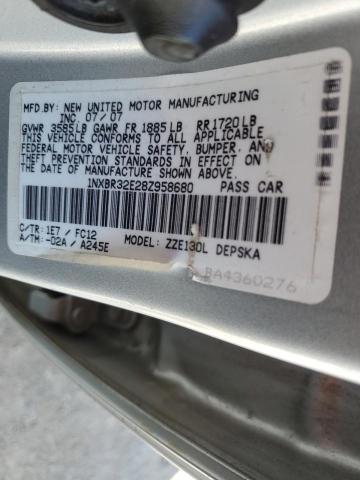 MFD.BY: NEW UNITED MOTOR MANUFACTURING
INC. 07/07
GVWR 3585LB GAWR FR 1885LB RR1720LB
THIS VEHICLE CONFORMS TO ALL APPLICABLE
FEDERAL MOTOR VEHICLE SAFETY, BUMPER, AND
THEFT PREVENTION STANDARDS IN EFFECT ON
THE DATE OF MANUFACTURE SHOWN ABOVE.
1NXBR32E28Z958680 PASS CAR
C/TR: 1E7 / FC12
A/TM: -02A / A245E MODEL: ZZE130L DEPSKA
BA4360276